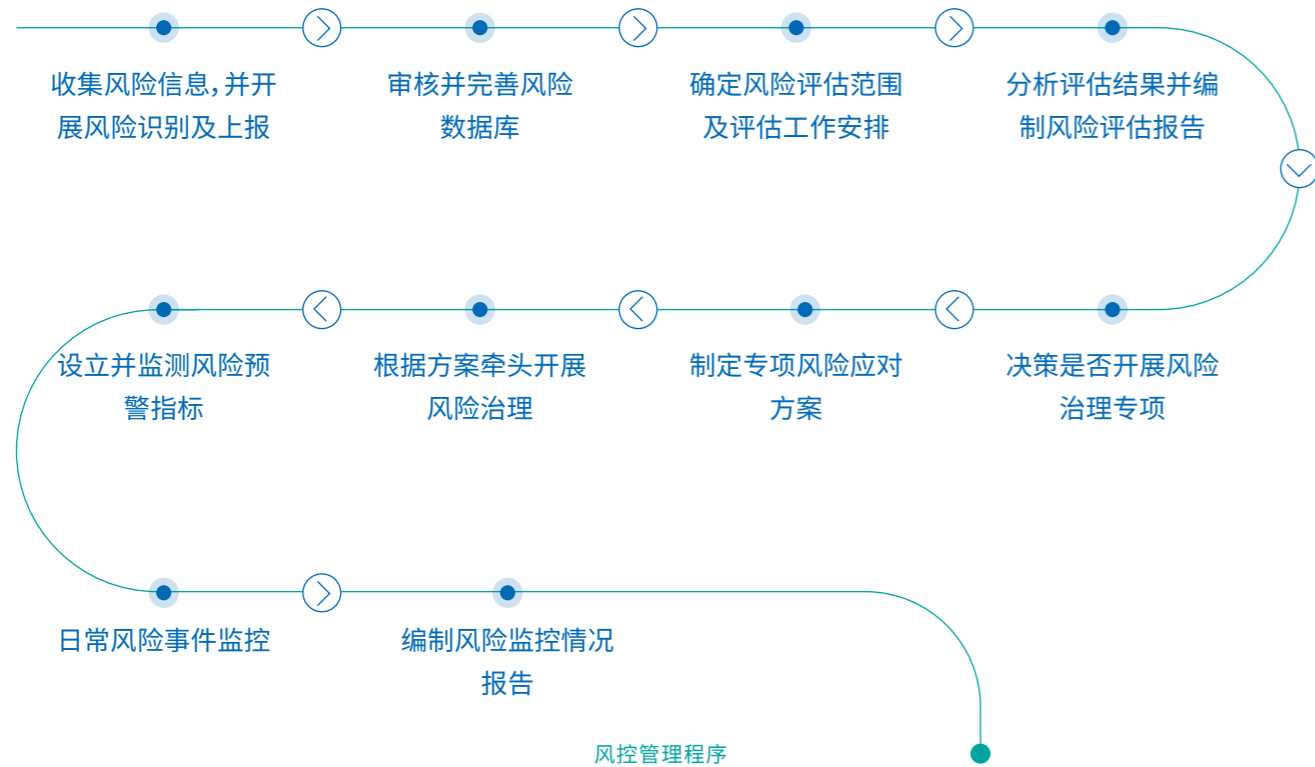 收集风险信息，并开
展风险识别及上报
审核并完善风险
数据库
确定风险评估范围
及评估工作安排
分析评估结果并编
制风险评估报告
决策是否开展风险
治理专项
制定专项风险应对
方案
根据方案牵头开展
风险治理
设立并监测风险预
警指标
日常风险事件监控
编制风险监控情况
报告
风控管理程序